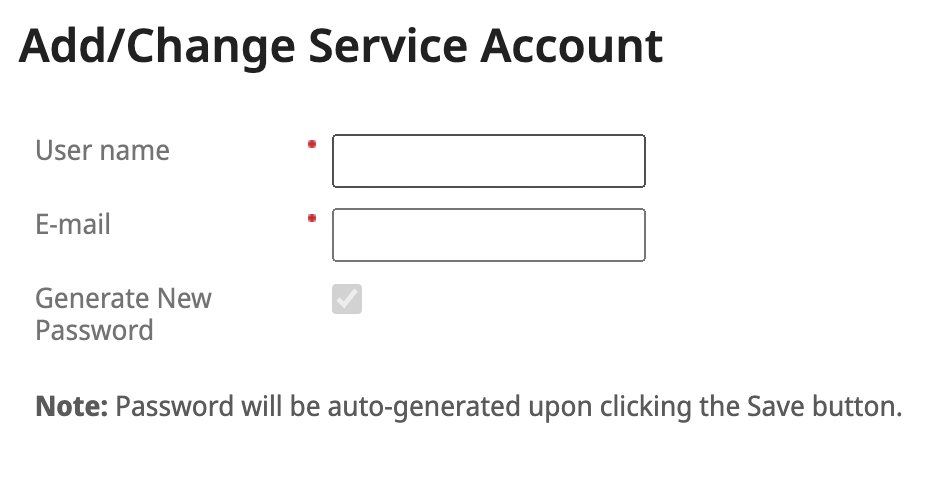 Add/Change Service Account
User name
E-mail
Generate New
Password
Note: Password will be auto-generated upon clicking the Save button.